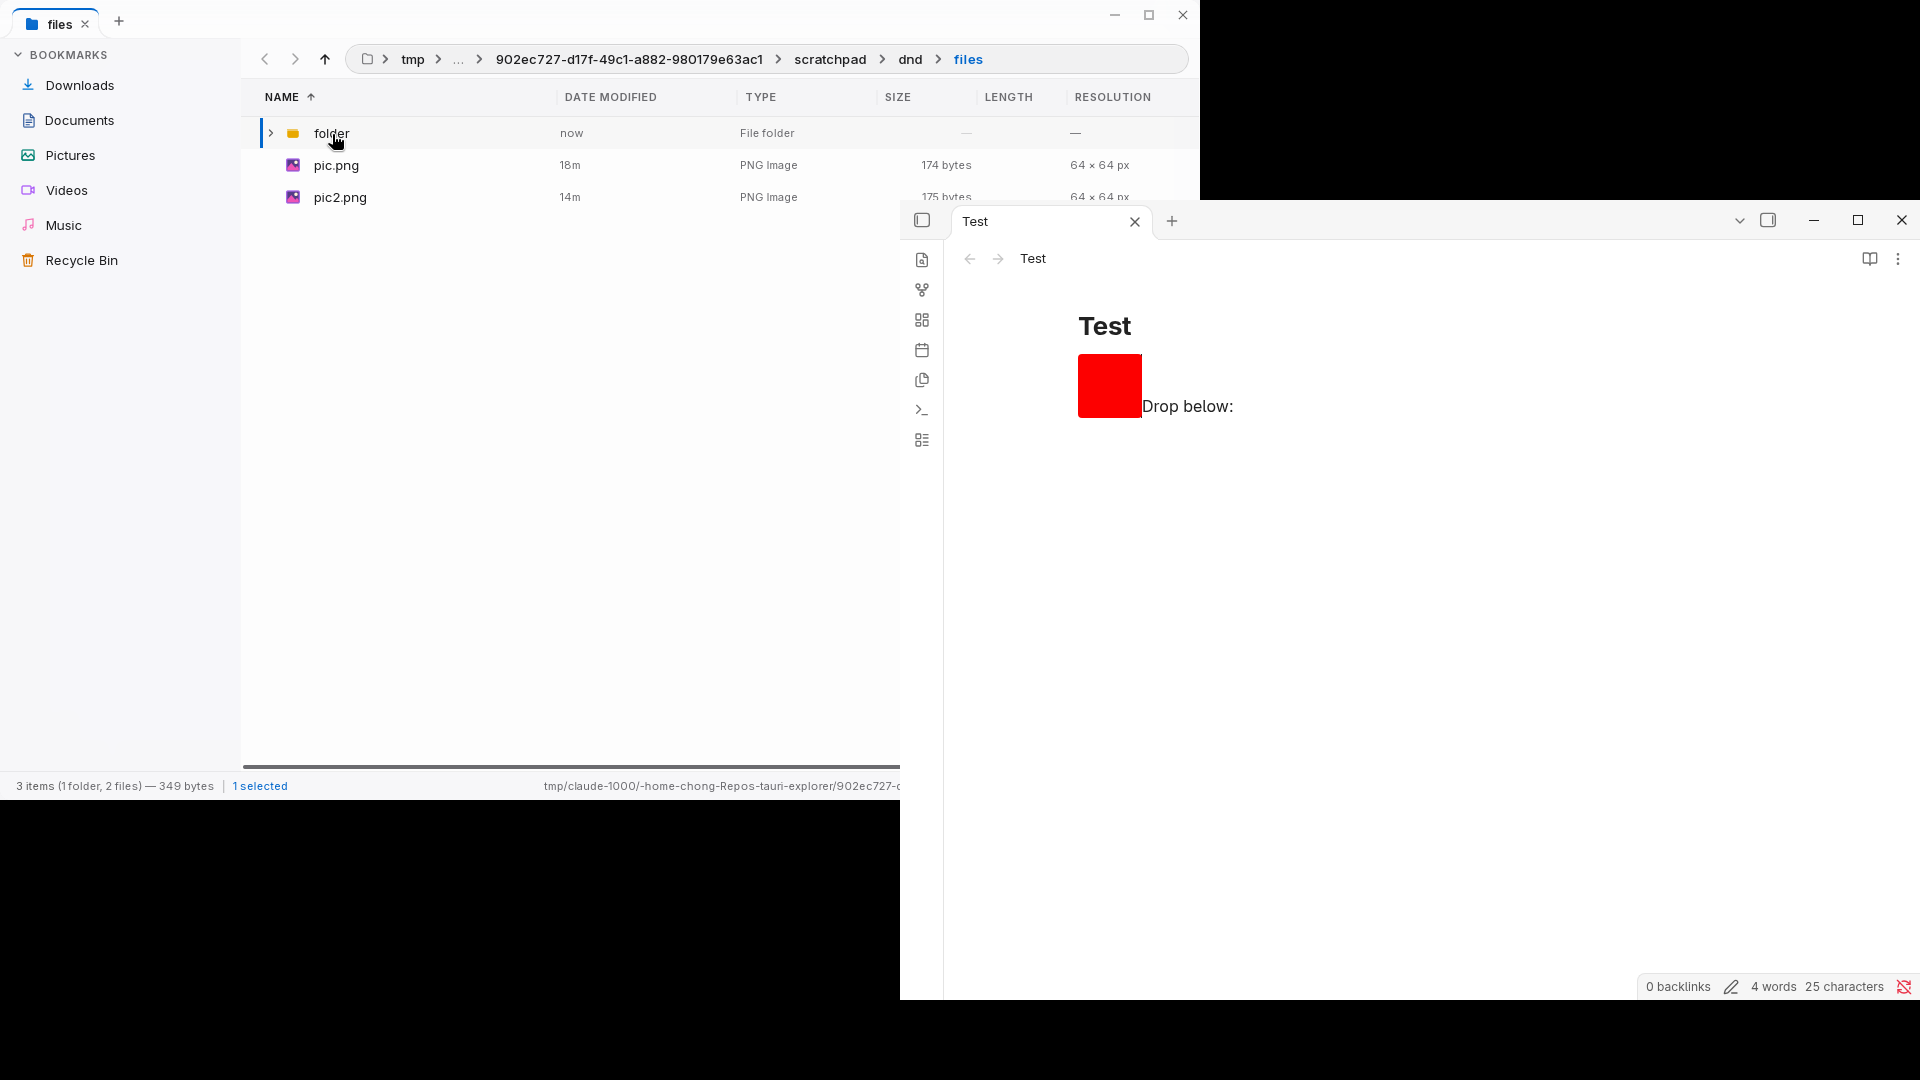 files
BOOKMARKS
Downloads
Documents
Pictures
Videos
Music
Recycle Bin
tmp … 902ec727-d17f-49c1-a882-980179e63ac1 scratchpad dnd files
NAME DATE MODIFIED TYPE SIZE LENGTH RESOLUTION
folder now File folder — —
pic.png 18m PNG Image 174 bytes 64 × 64 px
pic2.png 14m PNG Image 175 bytes 64 × 64 px
3 items (1 folder, 2 files) — 349 bytes 1 selected tmp/claude-1000/-home-chong-Repos-tauri-explorer/902ec727-
Test
Test
Test
Drop below:
0 backlinks 4 words 25 characters